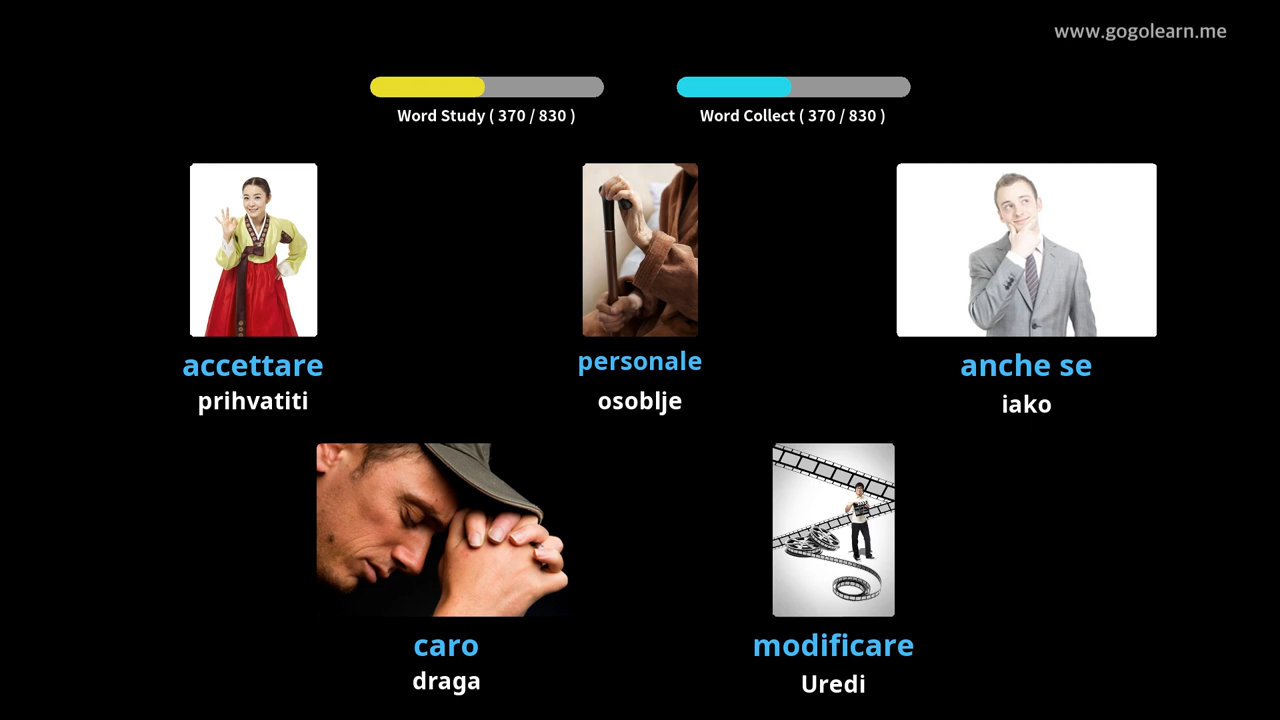 www.gogolearn.me
Word Study ( 370 / 830 )
Word Collect ( 370 / 830 )
accettare
prihvatiti
personale
osoblje
anche se
iako
caro
draga
modificare
Uredi